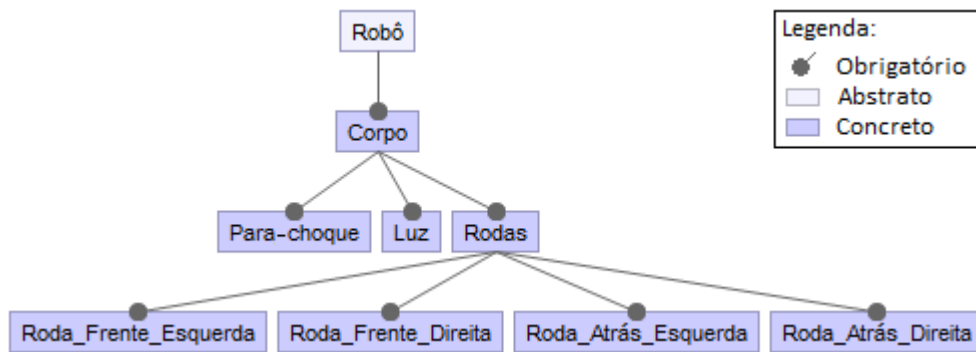 Robô
Legenda:
Obrigatório
Abstrato
Concreto
Corpo
Para-choque
Luz
Rodas
Roda_Frente_Esquerda
Roda_Frente_Direita
Roda_Atrás_Esquerda
Roda_Atrás_Direita